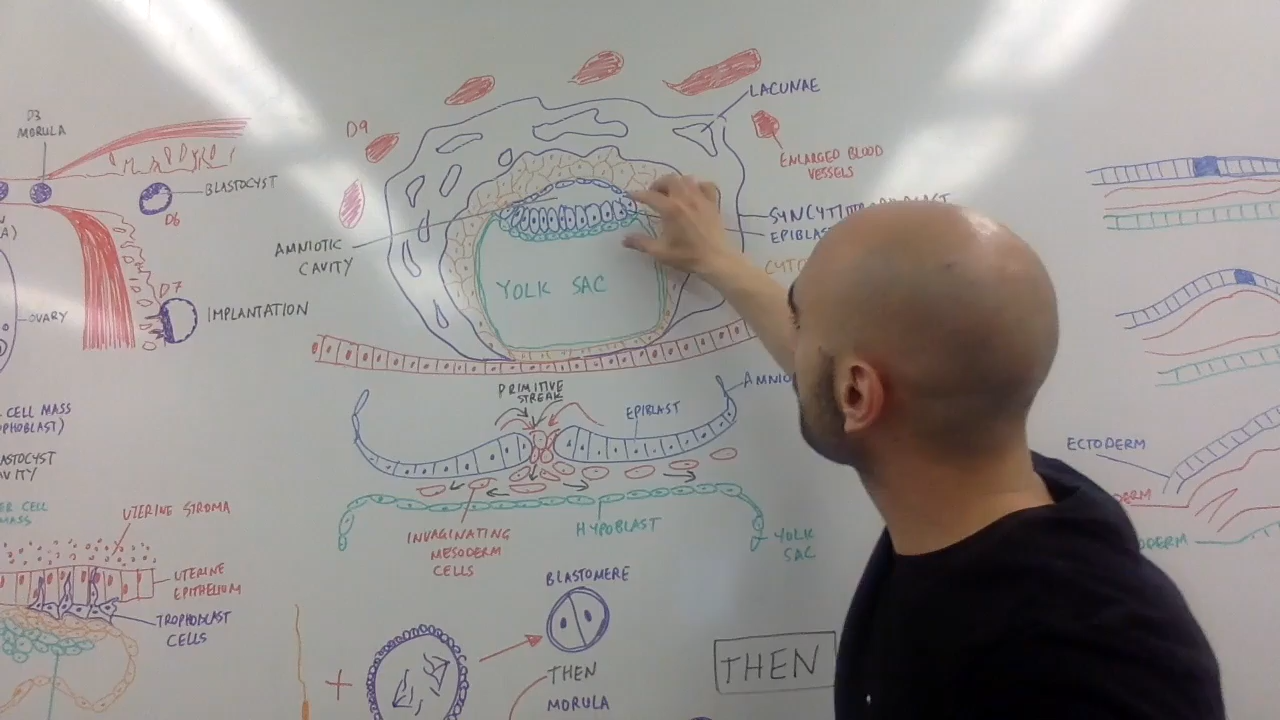 D3
MORULA
BLASTOCYST
D6
D7
IMPLANTATION
OVARY
CELL MASS
CAVITY
MASS
UTERINE STROMA
UTERINE
EPITHELIUM
TROPHOBLAST
CELLS
D9
LACUNAE
ENLARGED BLOOD
VESSELS
AMNIOTIC
CAVITY
YOLK SAC
PRIMITIVE
STREAK
EPIBLAST
INVAGINATING
MESODERM
CELLS
HYPOBLAST
YOLK
SAC
BLASTOMERE
THEN
MORULA
THEN
ECTODERM